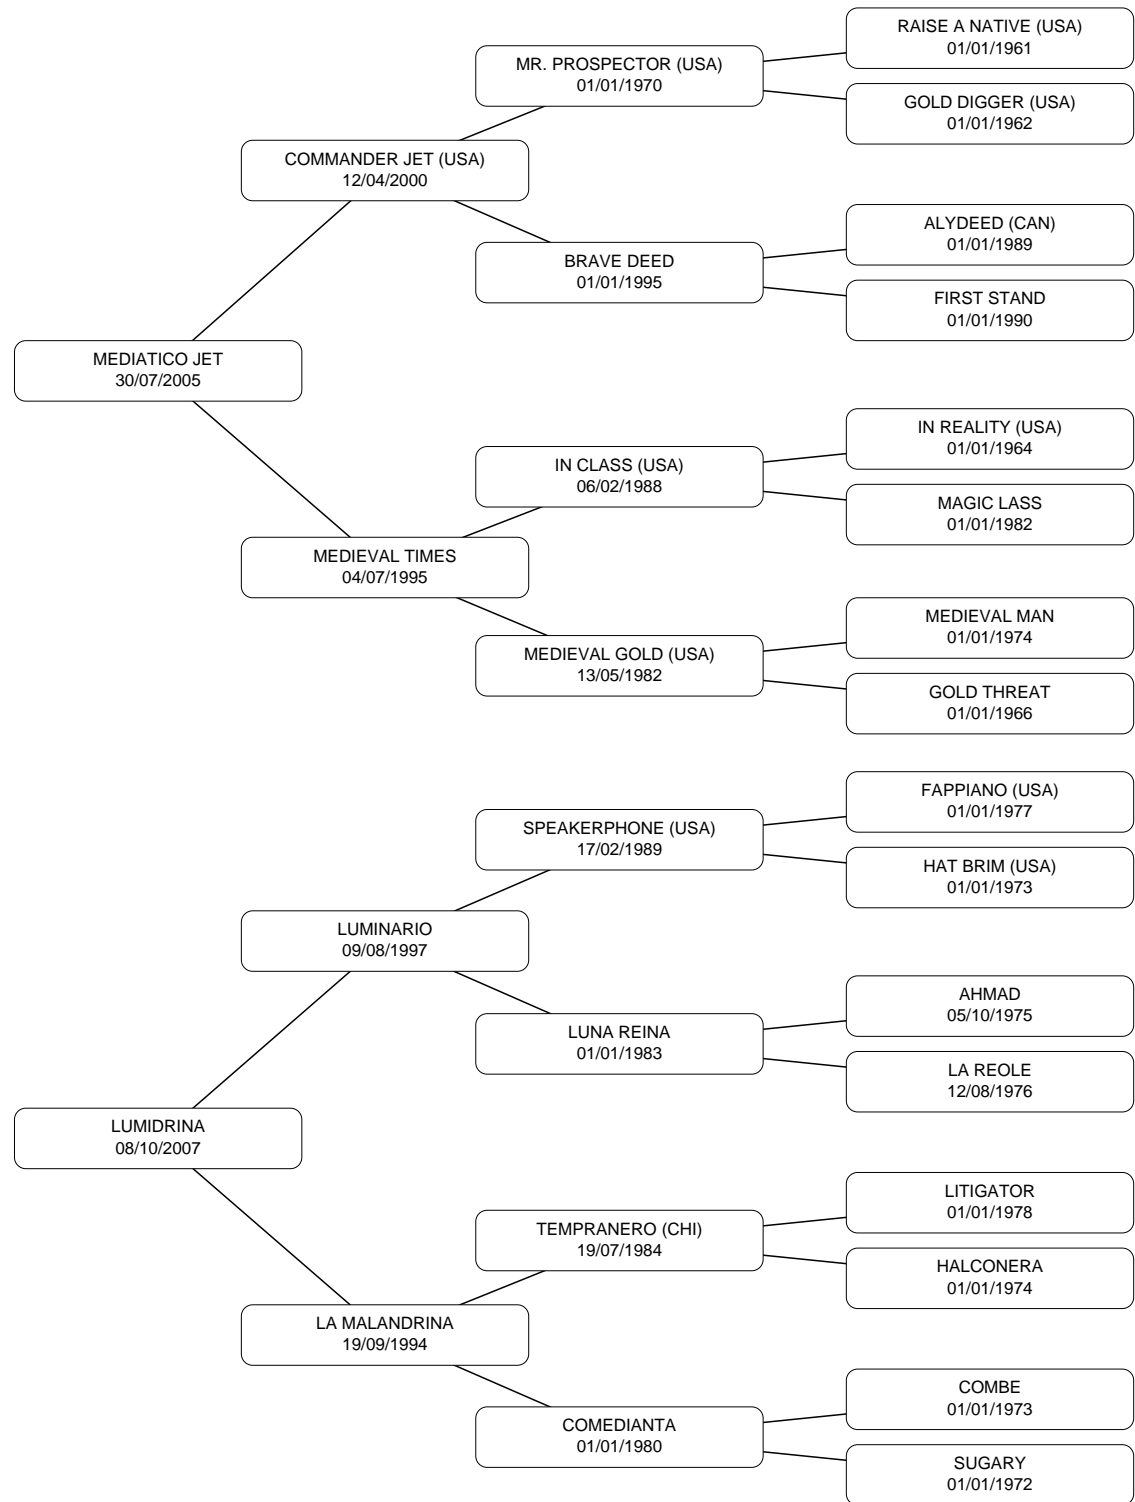 RAISE A NATIVE (USA)
01/01/1961
MR. PROSPECTOR (USA)
01/01/1970
GOLD DIGGER (USA)
01/01/1962
COMMANDER JET (USA)
12/04/2000
ALYDEED (CAN)
01/01/1989
BRAVE DEED
01/01/1995
FIRST STAND
01/01/1990
MEDIATICO JET
30/07/2005
IN REALITY (USA)
01/01/1964
IN CLASS (USA)
06/02/1988
MAGIC LASS
01/01/1982
MEDIEVAL TIMES
04/07/1995
MEDIEVAL MAN
01/01/1974
MEDIEVAL GOLD (USA)
13/05/1982
GOLD THREAT
01/01/1966
FAPPIANO (USA)
01/01/1977
SPEAKERPHONE (USA)
17/02/1989
HAT BRIM (USA)
01/01/1973
LUMINARIO
09/08/1997
AHMAD
05/10/1975
LUNA REINA
01/01/1983
LA REOLE
12/08/1976
LUMIDRINA
08/10/2007
LITIGATOR
01/01/1978
TEMPRANERO (CHI)
19/07/1984
HALCONERA
01/01/1974
LA MALANDRINA
19/09/1994
COMBE
01/01/1973
COMEDIANTA
01/01/1980
SUGARY
01/01/1972